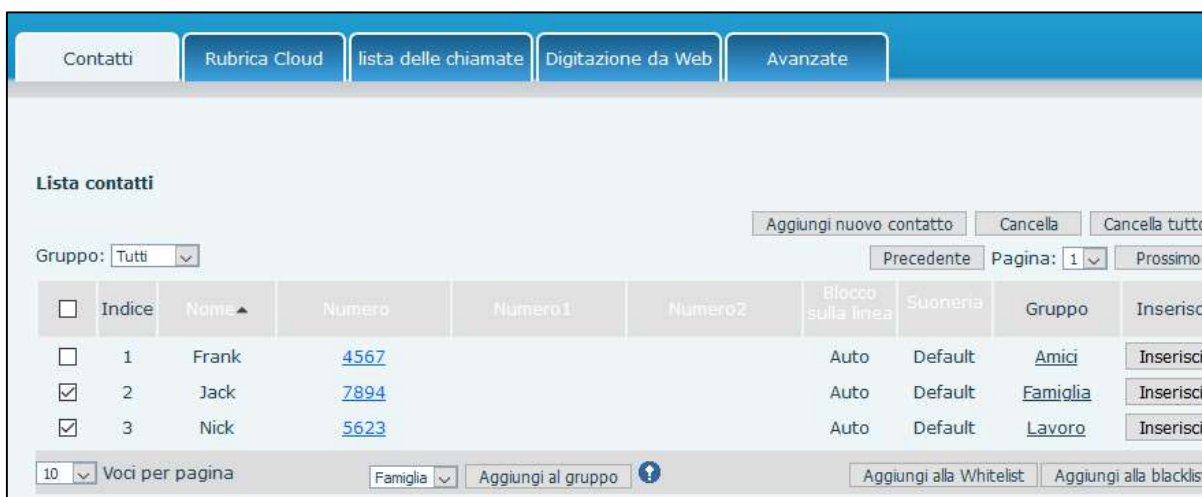 Contatti Rubrica Cloud lista delle chiamate Digitazione da Web Avanzate
Lista contatti
Aggiungi nuovo contatto Cancella Cancella tutto
Gruppo: Tutti Precedente Pagina: 1 Prossimo
Indice Nome Numero Numero1 Numero2 Blocco sulla linea Suoneria Gruppo Inserisc
1 Frank 4567 Auto Default Amici Inserisci
2 Jack 7894 Auto Default Famiglia Inserisci
3 Nick 5623 Auto Default Lavoro Inserisci
10 Voci per pagina Famiglia Aggiungi al gruppo Aggiungi alla Whitelist Aggiungi alla blacklis